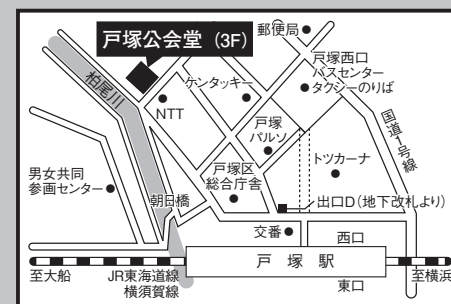 戸塚公会堂（3F）
郵便局
戸塚西口
バスセンター
タクシーのりば
柏尾川
ケンタッキー
NTT
国道1号線
戸塚
パルソ
男女共同
参画センター
戸塚区
総合庁舎
トツカーナ
朝日橋
出口D（地下改札より）
交番
西口
戸塚駅
至大船
JR東海道線
横須賀線
東口
至横浜